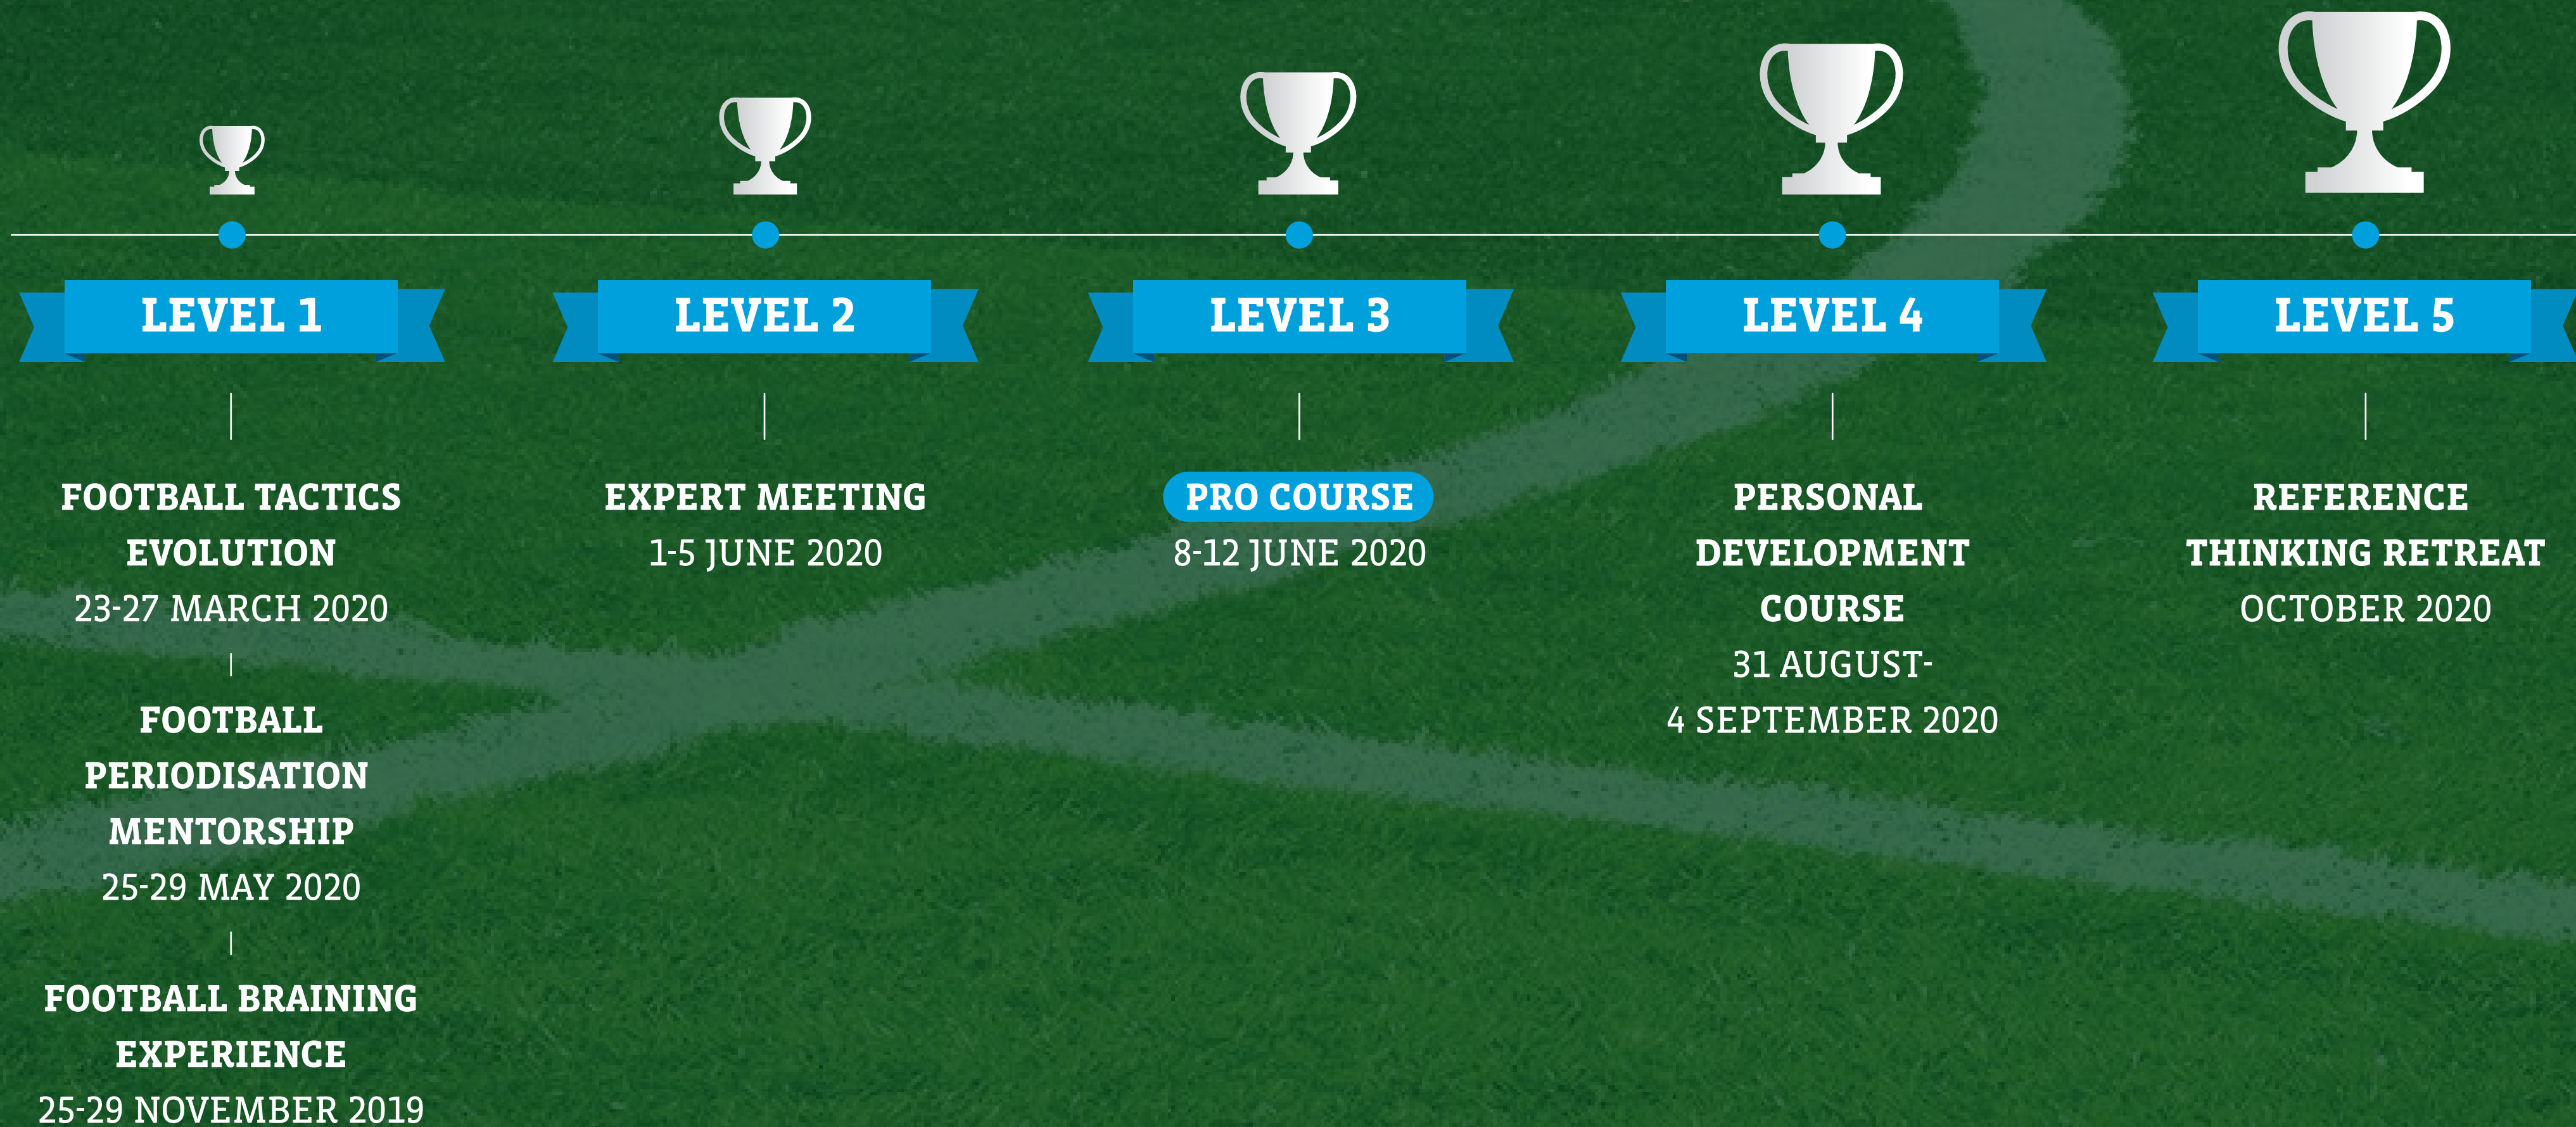 LEVEL 1
FOOTBALL TACTICS
EVOLUTION
23-27 MARCH 2020
FOOTBALL
PERIODISATION
MENTORSHIP
25-29 MAY 2020
FOOTBALL BRAINING
EXPERIENCE
25-29 NOVEMBER 2019
LEVEL 2
EXPERT MEETING
1-5 JUNE 2020
LEVEL 3
PRO COURSE
8-12 JUNE 2020
LEVEL 4
PERSONAL
DEVELOPMENT
COURSE
31 AUGUST-
4 SEPTEMBER 2020
LEVEL 5
REFERENCE
THINKING RETREAT
OCTOBER 2020